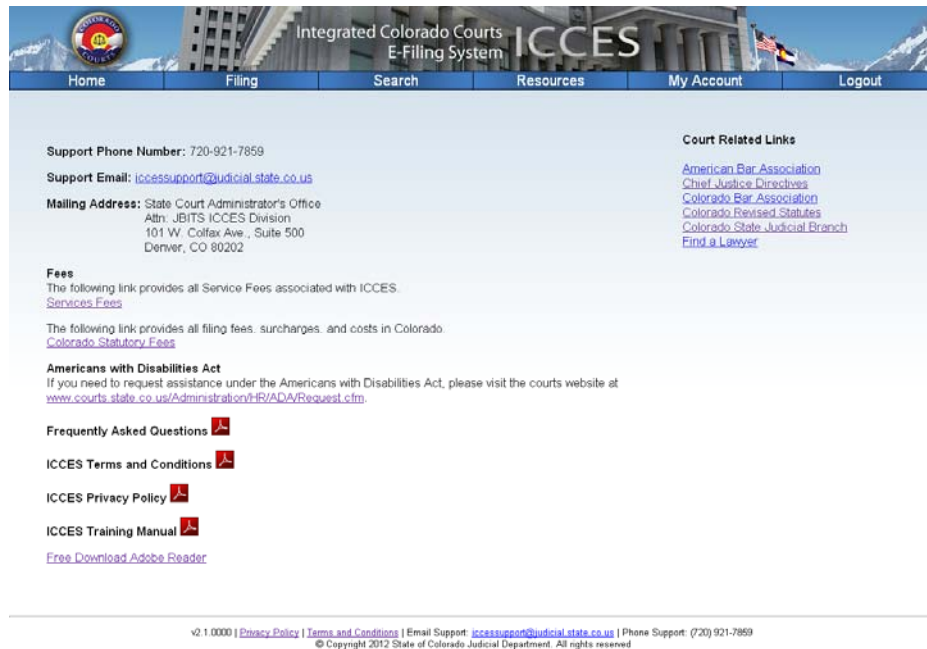 COLORADO
COURTS
Integrated Colorado Courts
E-Filing System
ICCES
Home Filing Search Resources My Account Logout
Support Phone Number: 720-921-7859
Support Email: iccessupport@judicial.state.co.us
Mailing Address: State Court Administrator's Office
Attn: JBITS ICCES Division
101 W. Colfax Ave., Suite 500
Denver, CO 80202
Fees
The following link provides all Service Fees associated with ICCES.
Services Fees
The following link provides all filing fees. surcharges. and costs in Colorado.
Colorado Statutory Fees
Americans with Disabilities Act
If you need to request assistance under the Americans with Disabilities Act, please visit the courts website at
www.courts.state.co.us/Administration/HR/ADA/Request.cfm.
Frequently Asked Questions
ICCES Terms and Conditions
ICCES Privacy Policy
ICCES Training Manual
Free Download Adobe Reader
Court Related Links
American Bar Association
Chief Justice Directives
Colorado Bar Association
Colorado Revised Statutes
Colorado State Judicial Branch
Find a Lawyer
v2.1.0000 | Privacy Policy | Terms and Conditions | Email Support: iccessupport@judicial.state.co.us | Phone Support: (720) 921-7859
© Copyright 2012 State of Colorado Judicial Department. All rights reserved